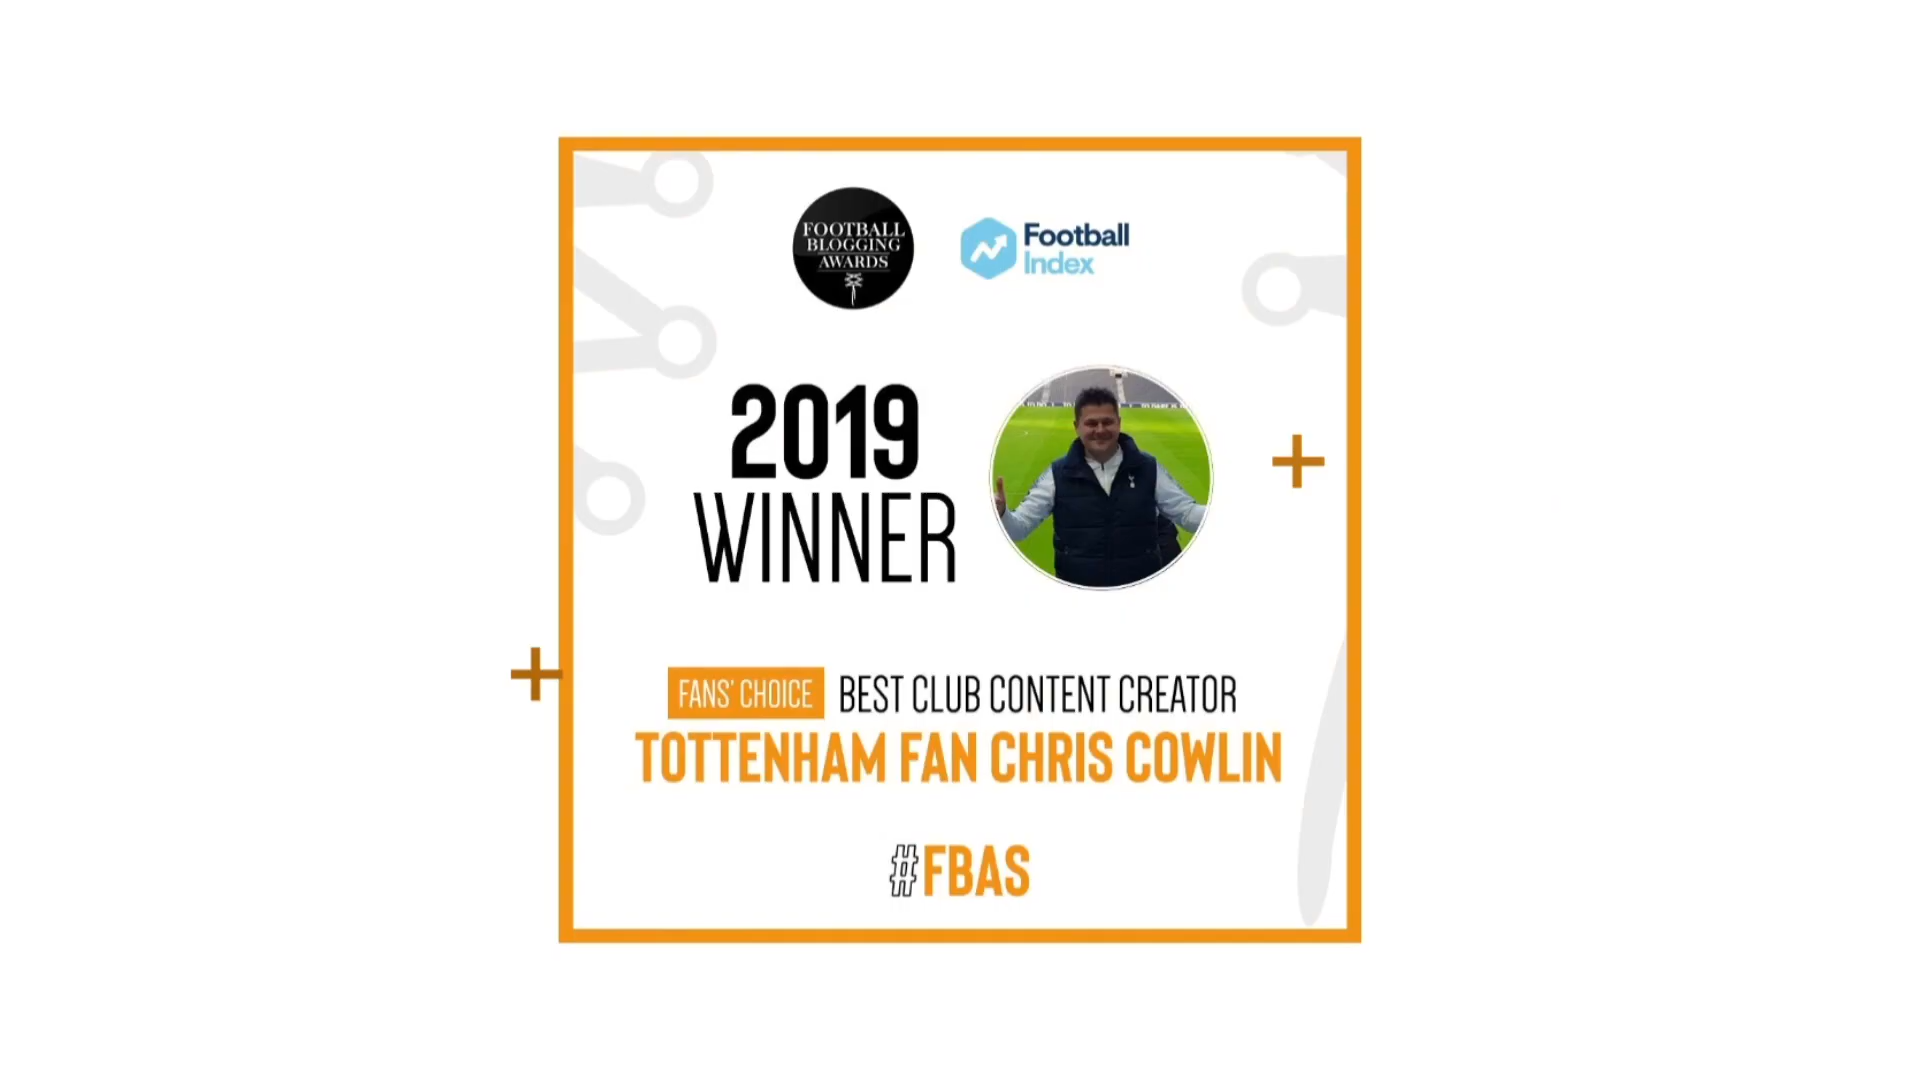 FOOTBALL
BLOGGING
AWARDS
Football
Index
2019
WINNER
FANS' CHOICE BEST CLUB CONTENT CREATOR
TOTTENHAM FAN CHRIS COWLIN
#FBAS